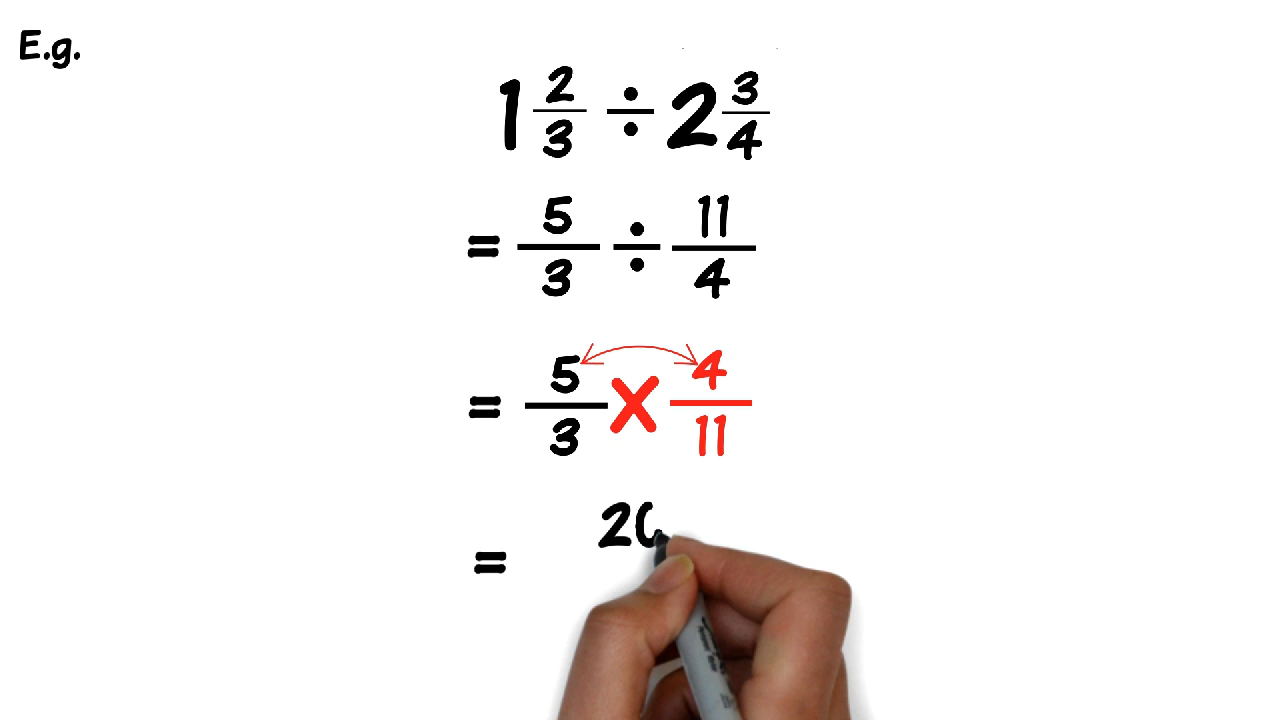 E.g.
1 2/3 ÷ 2 3/4
= 5/3 ÷ 11/4
= 5/3 × 4/11
= 20